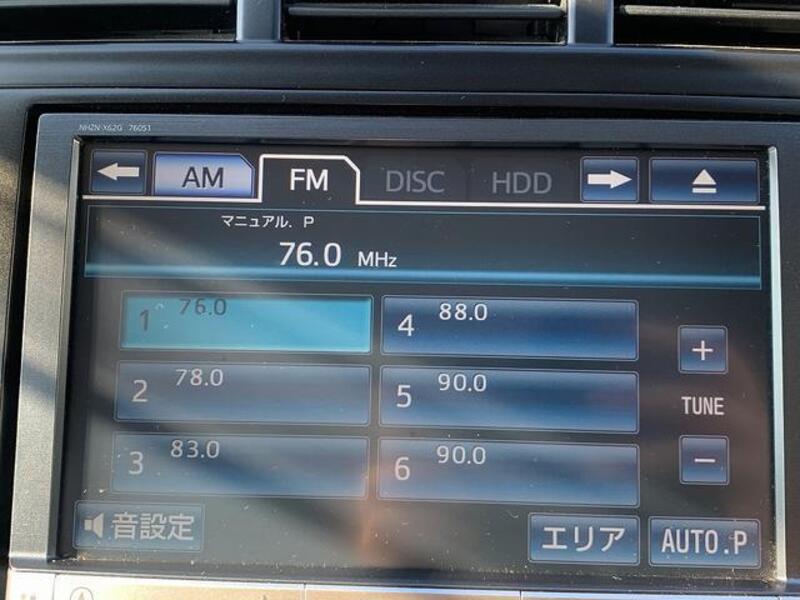 NHZN-X62G 76051
AM FM DISC HDD
マニュアル. P
76.0 MHz
1 76.0
4 88.0
2 78.0
5 90.0
3 83.0
6 90.0
+
TUNE
−
音設定
エリア
AUTO.P